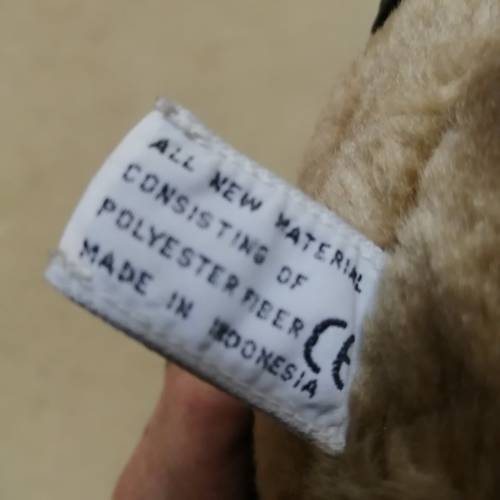 ALL NEW MATERIAL
CONSISTING OF
POLYESTER FIBER
MADE IN INDONESIA
CE